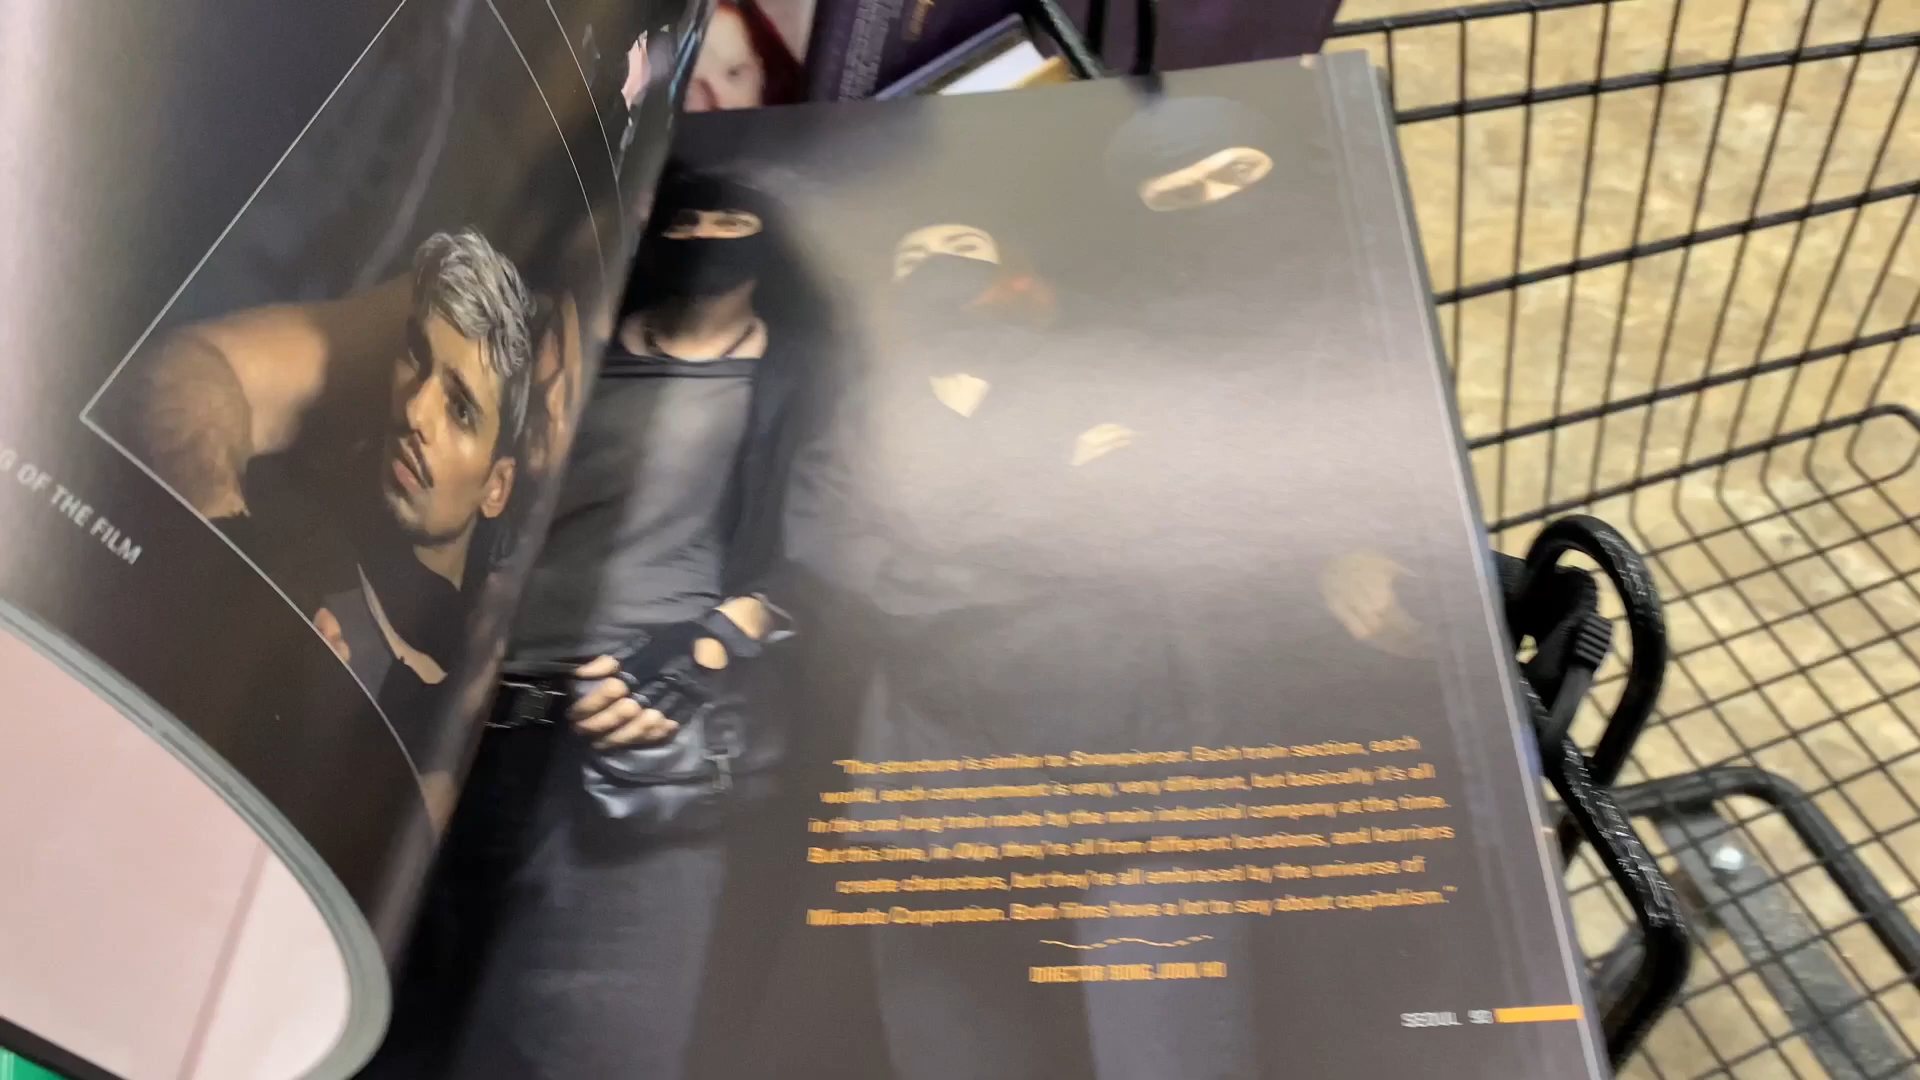 G OF THE FILM
"The structure is similar to Snowpiercer. Each train section, each
world, each compartment is very, very different, but basically it's all
in the one long train made by the main industrial company at the time.
But this time, in Okja, they're all from different locations, and barriers
create characters, but they're all embraced by the universe of
Mirando Corporation. Both films have a lot to say about capitalism."
DIRECTOR BONG JOON HO
SEOUL